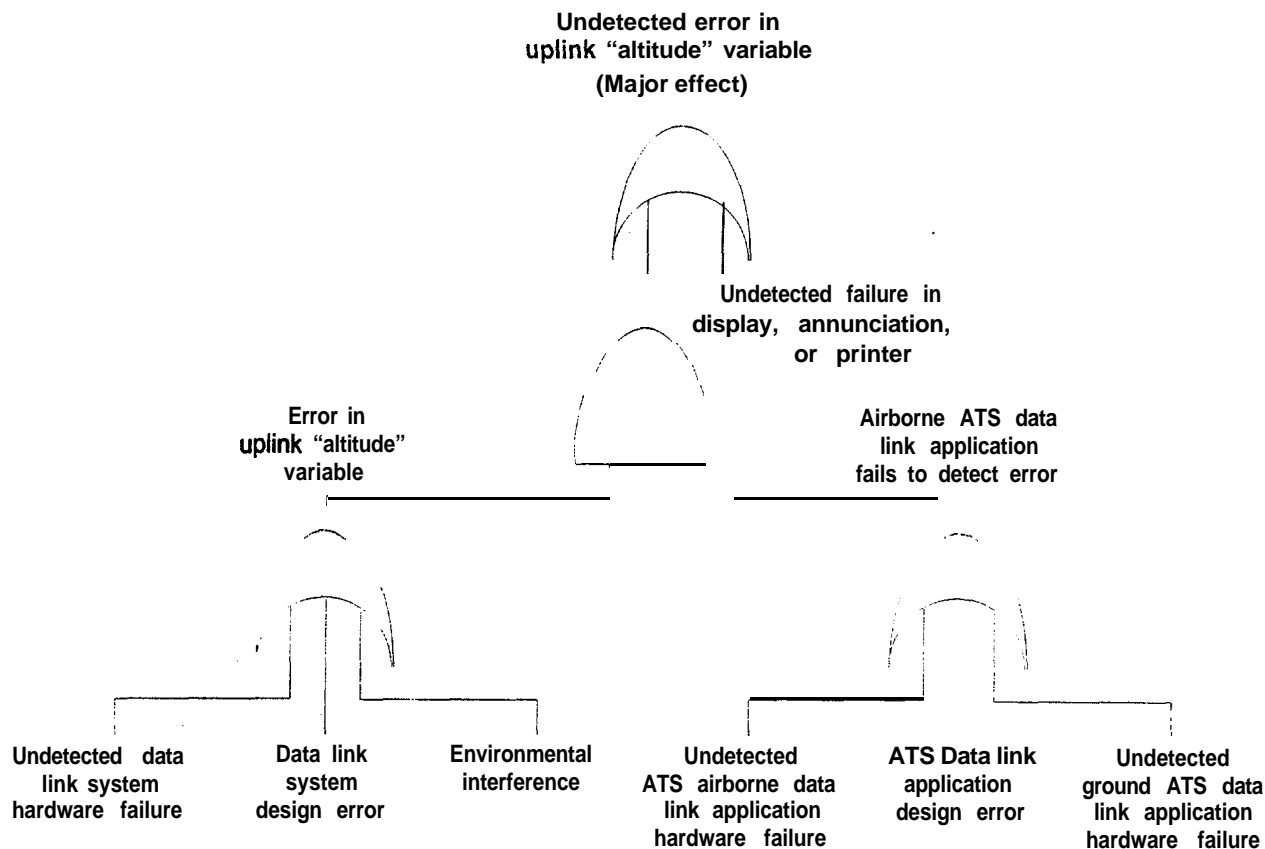 Undetected error in
uplink “altitude” variable
(Major effect)
Undetected failure in
display, annunciation,
or printer
Error in
uplink “altitude”
variable
Airborne ATS data
link application
fails to detect error
Undetected data
link system
hardware failure
Data link
system
design error
Environmental
interference
Undetected
ATS airborne data
link application
hardware failure
ATS Data link
application
design error
Undetected
ground ATS data
link application
hardware failure